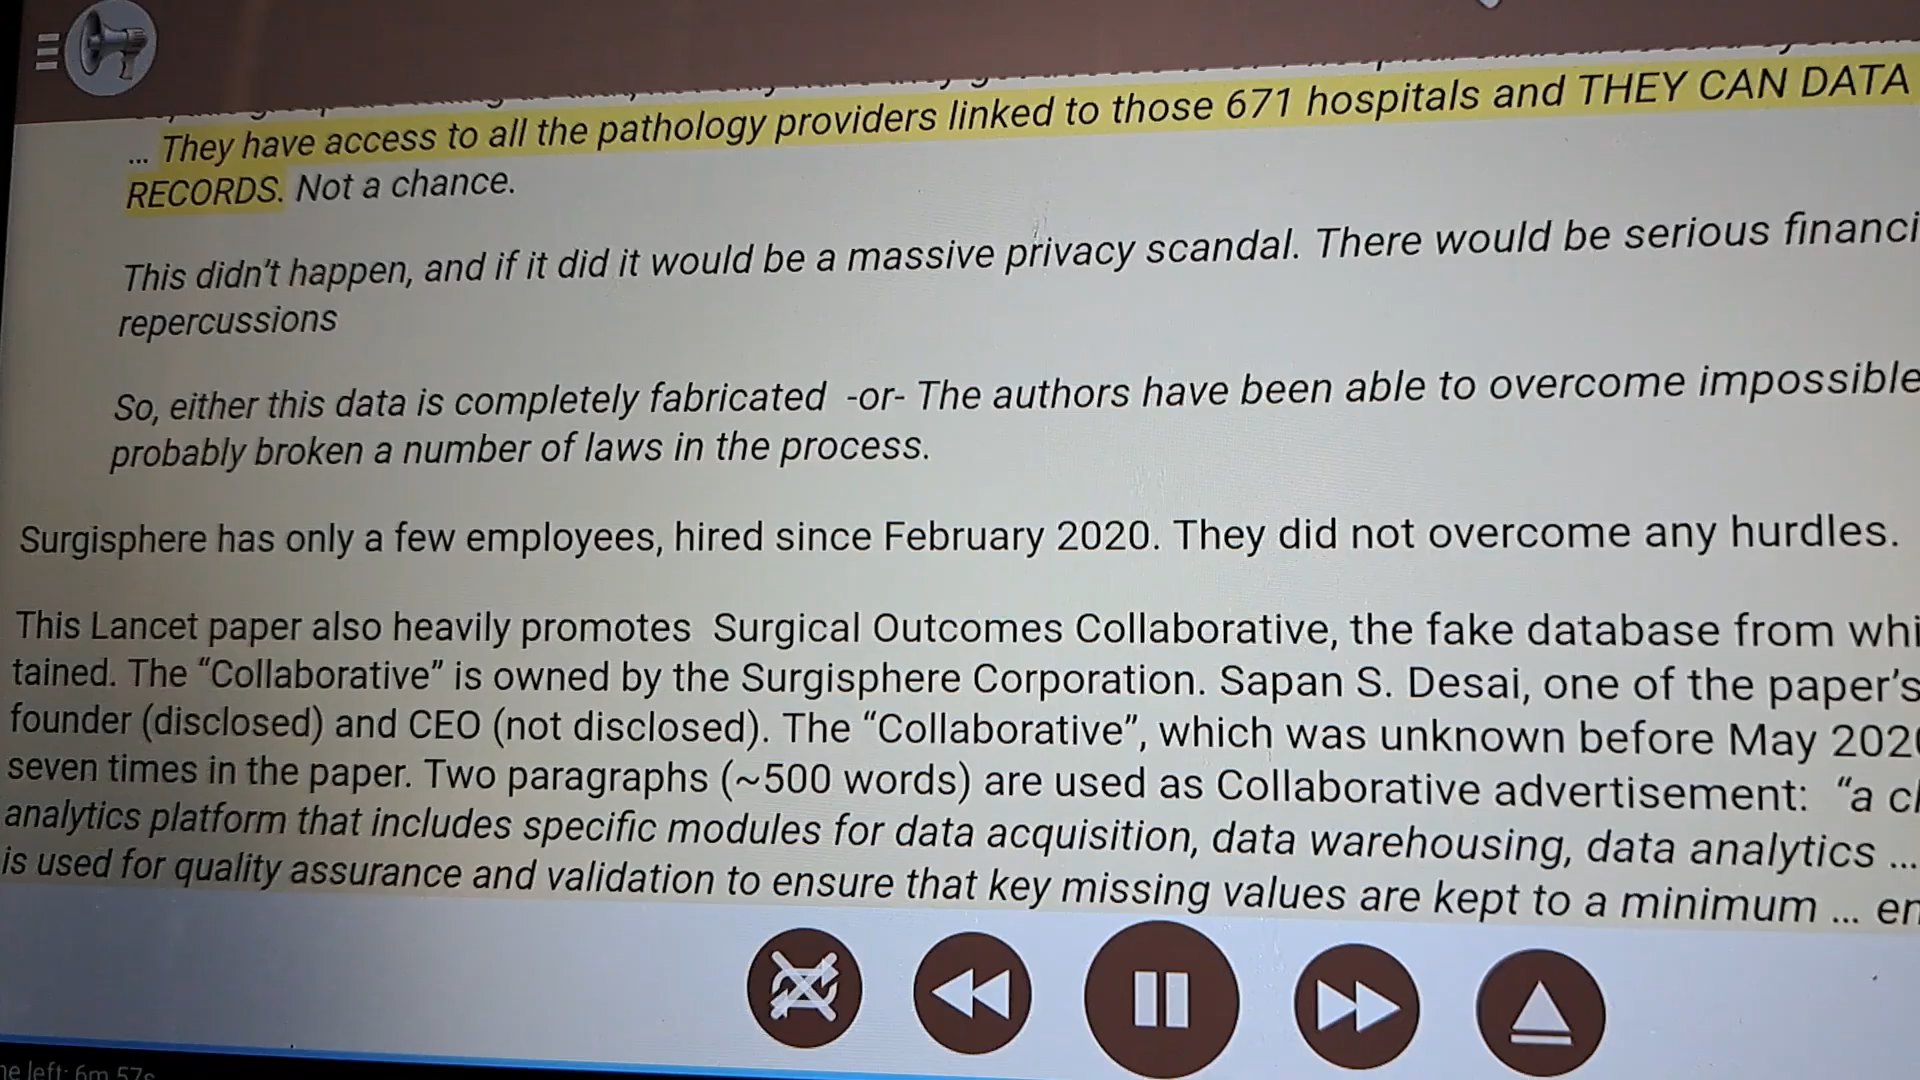 ... They have access to all the pathology providers linked to those 671 hospitals and THEY CAN DATA
RECORDS. Not a chance.
This didn't happen, and if it did it would be a massive privacy scandal. There would be serious financi
repercussions
So, either this data is completely fabricated -or- The authors have been able to overcome impossible
probably broken a number of laws in the process.
Surgisphere has only a few employees, hired since February 2020. They did not overcome any hurdles.
This Lancet paper also heavily promotes Surgical Outcomes Collaborative, the fake database from whi
tained. The “Collaborative” is owned by the Surgisphere Corporation. Sapan S. Desai, one of the paper's
founder (disclosed) and CEO (not disclosed). The “Collaborative”, which was unknown before May 202
seven times in the paper. Two paragraphs (~500 words) are used as Collaborative advertisement: “a cl
analytics platform that includes specific modules for data acquisition, data warehousing, data analytics ...
is used for quality assurance and validation to ensure that key missing values are kept to a minimum ... en
ne left: 6m 57s